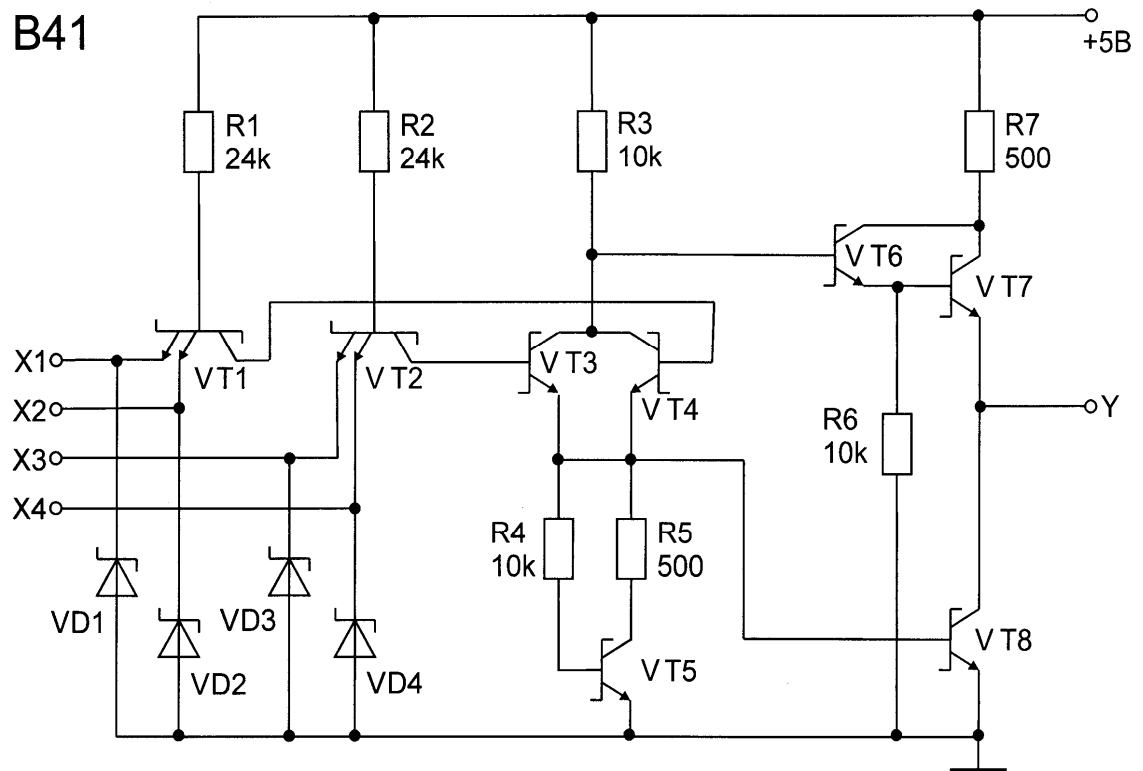 B41
+5В
R1
24k
R2
24k
R3
10k
R7
500
VT6
VT7
X1
VT1
VT2
VT3
VT4
X2
X3
X4
Y
R6
10k
R4
10k
R5
500
VD1
VD2
VD3
VD4
VT5
VT8